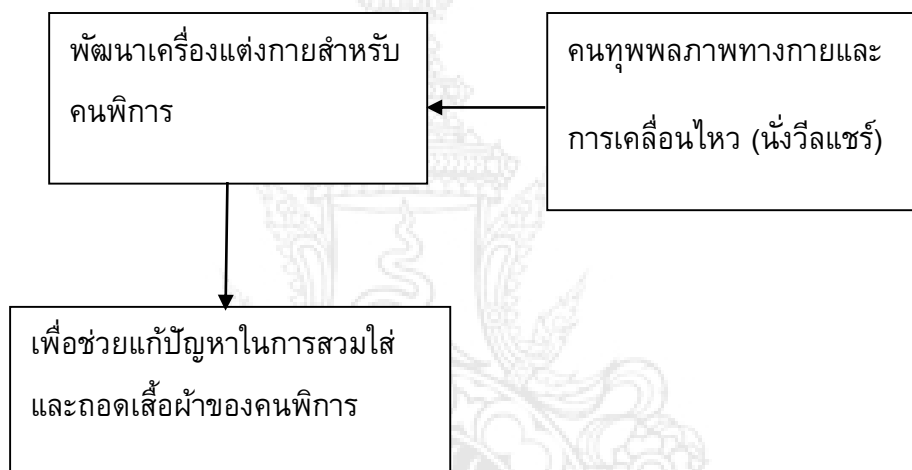 พัฒนาเครื่องแต่งกายสำหรับ
คนพิการ
คนทุพพลภาพทางกายและ
การเคลื่อนไหว (นั่งวีลแชร์)
เพื่อช่วยแก้ปัญหาในการสวมใส่
และถอดเสื้อผ้าของคนพิการ